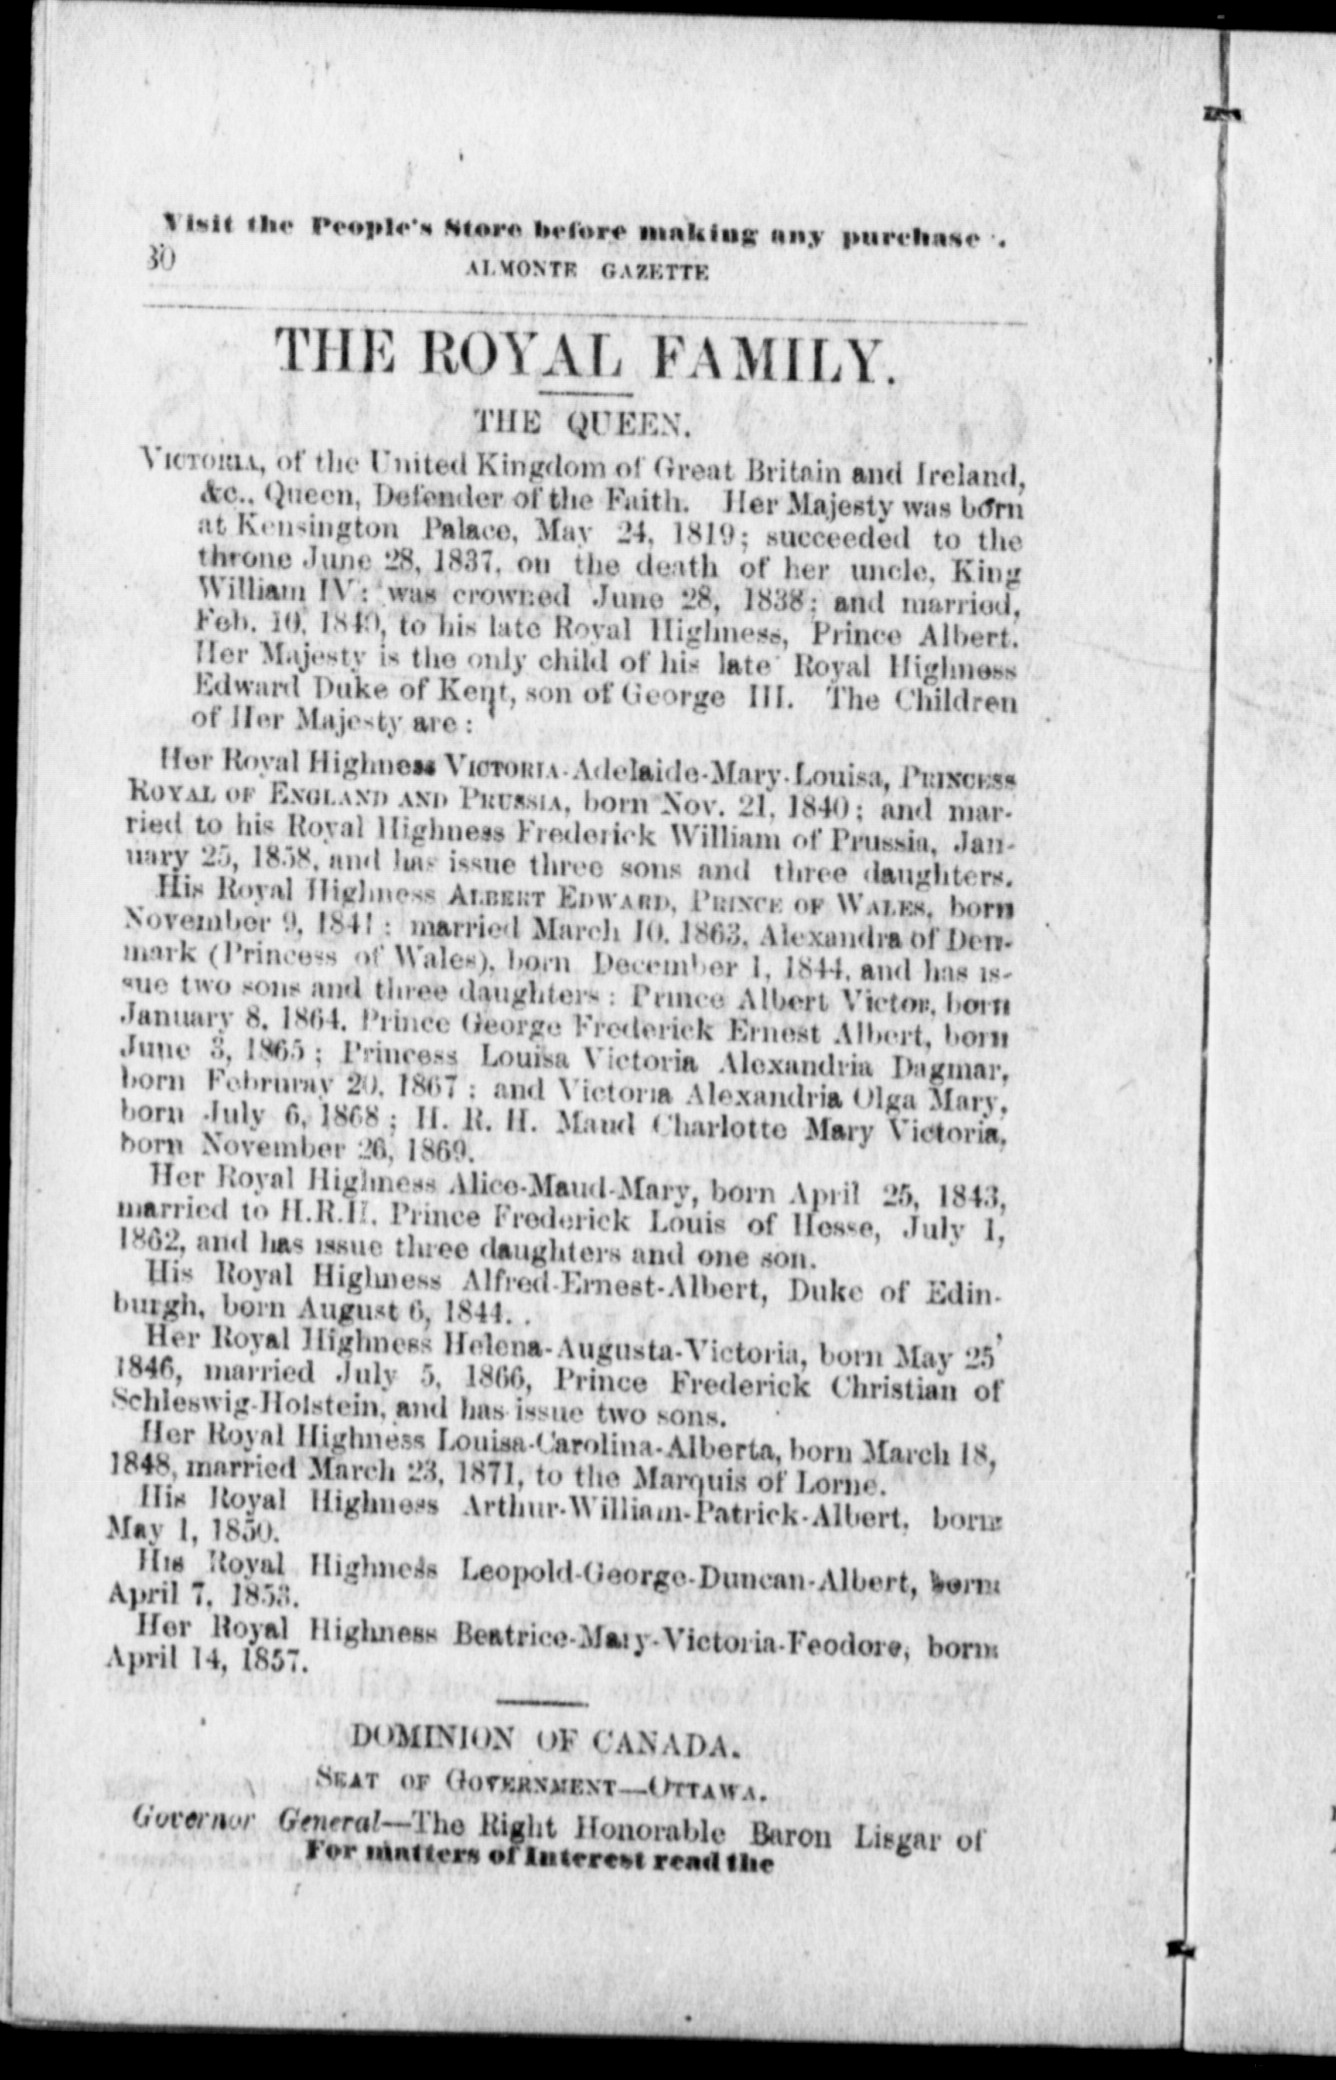 Visit the People's Store before making any purchase.
30
ALMONTE GAZETTE
THE ROYAL FAMILY.
THE QUEEN.
VICTORIA, of the United Kingdom of Great Britain and Ireland,
&c., Queen, Defender of the Faith. Her Majesty was born
at Kensington Palace, May 24, 1819; succeeded to the
throne June 28, 1837, on the death of her uncle, King
William IV: was crowned June 28, 1838; and married,
Feb. 10, 1840, to his late Royal Highness, Prince Albert.
Her Majesty is the only child of his late Royal Highness
Edward Duke of Kent, son of George III. The Children
of Her Majesty are:
Her Royal Highness VICTORIA-Adelaide-Mary-Louisa, PRINCESS
ROYAL OF ENGLAND AND PRUSSIA, born Nov. 21, 1840; and mar-
ried to his Royal Highness Frederick William of Prussia, Jan-
uary 25, 1858, and has issue three sons and three daughters.
His Royal Highness ALBERT EDWARD, PRINCE OF WALES, born
November 9, 1841: married March 10, 1863, Alexandra of Den-
mark (Princess of Wales), born December 1, 1844, and has is-
sue two sons and three daughters: Prince Albert Victor, born
January 8, 1864, Prince George Frederick Ernest Albert, born
June 3, 1865; Princess Louisa Victoria Alexandria Dagmar,
born Februray 20, 1867; and Victoria Alexandria Olga Mary,
born July 6, 1868; H. R. H. Maud Charlotte Mary Victoria,
born November 26, 1869.
Her Royal Highness Alice-Maud-Mary, born April 25, 1843,
married to H.R.H. Prince Frederick Louis of Hesse, July 1,
1862, and has issue three daughters and one son.
His Royal Highness Alfred-Ernest-Albert, Duke of Edin-
burgh, born August 6, 1844..
Her Royal Highness Helena-Augusta-Victoria, born May 25'
1846, married July 5, 1866, Prince Frederick Christian of
Schleswig-Holstein, and has issue two sons.
Her Royal Highness Louisa-Carolina-Alberta, born March 18,
1848, married March 23, 1871, to the Marquis of Lorne.
His Royal Highness Arthur-William-Patrick-Albert, born
May 1, 1850.
His Royal Highness Leopold-George-Duncan-Albert, born
April 7, 1853.
Her Royal Highness Beatrice-Mary-Victoria-Feodore, born
April 14, 1857.
DOMINION OF CANADA.
SEAT OF GOVERNMENT—OTTAWA.
Governor General—The Right Honorable Baron Lisgar of
For matters of Interest read the